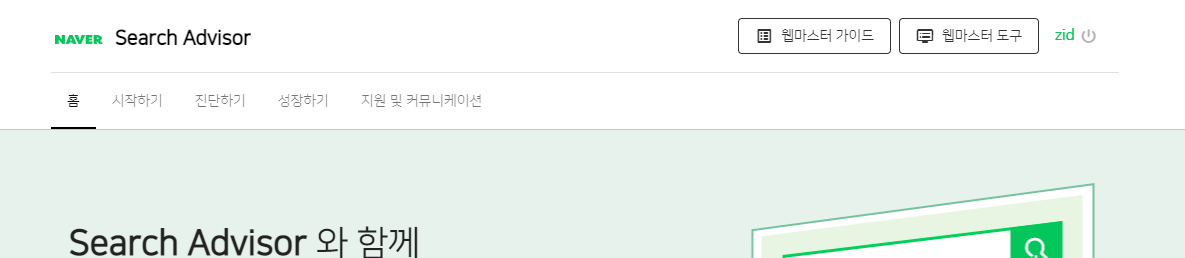 NAVER Search Advisor 웹마스터 가이드 웹마스터 도구 zid
홈 시작하기 진단하기 성장하기 지원 및 커뮤니케이션
Search Advisor 와 함께